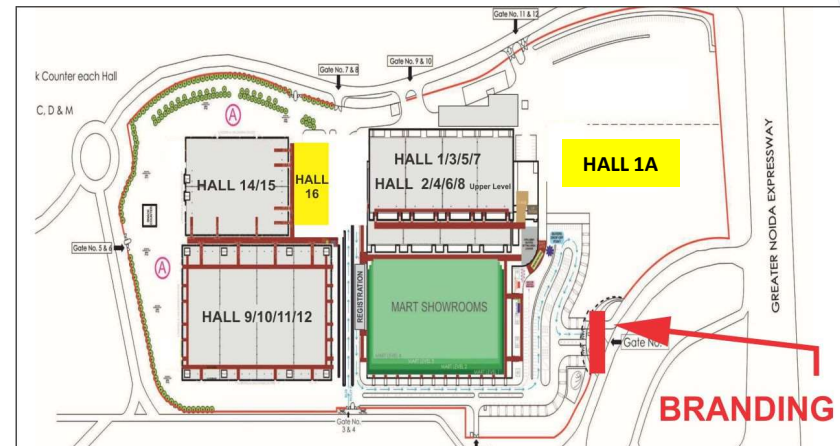 Gate No. 11 & 12
Gate No. 9 & 10
Gate No. 7 & 8
k Counter each Hall
C, D & M
A
HALL 14/15
HALL
16
HALL 1/3/5/7
HALL 2/4/6/8 Upper Level
HALL 1A
GREATER NOIDA EXPRESSWAY
Gate No. 5 & 6
A
HALL 9/10/11/12
REGISTRATION
MART SHOWROOMS
Gate No.
BRANDING
Gate No.
3 & 4